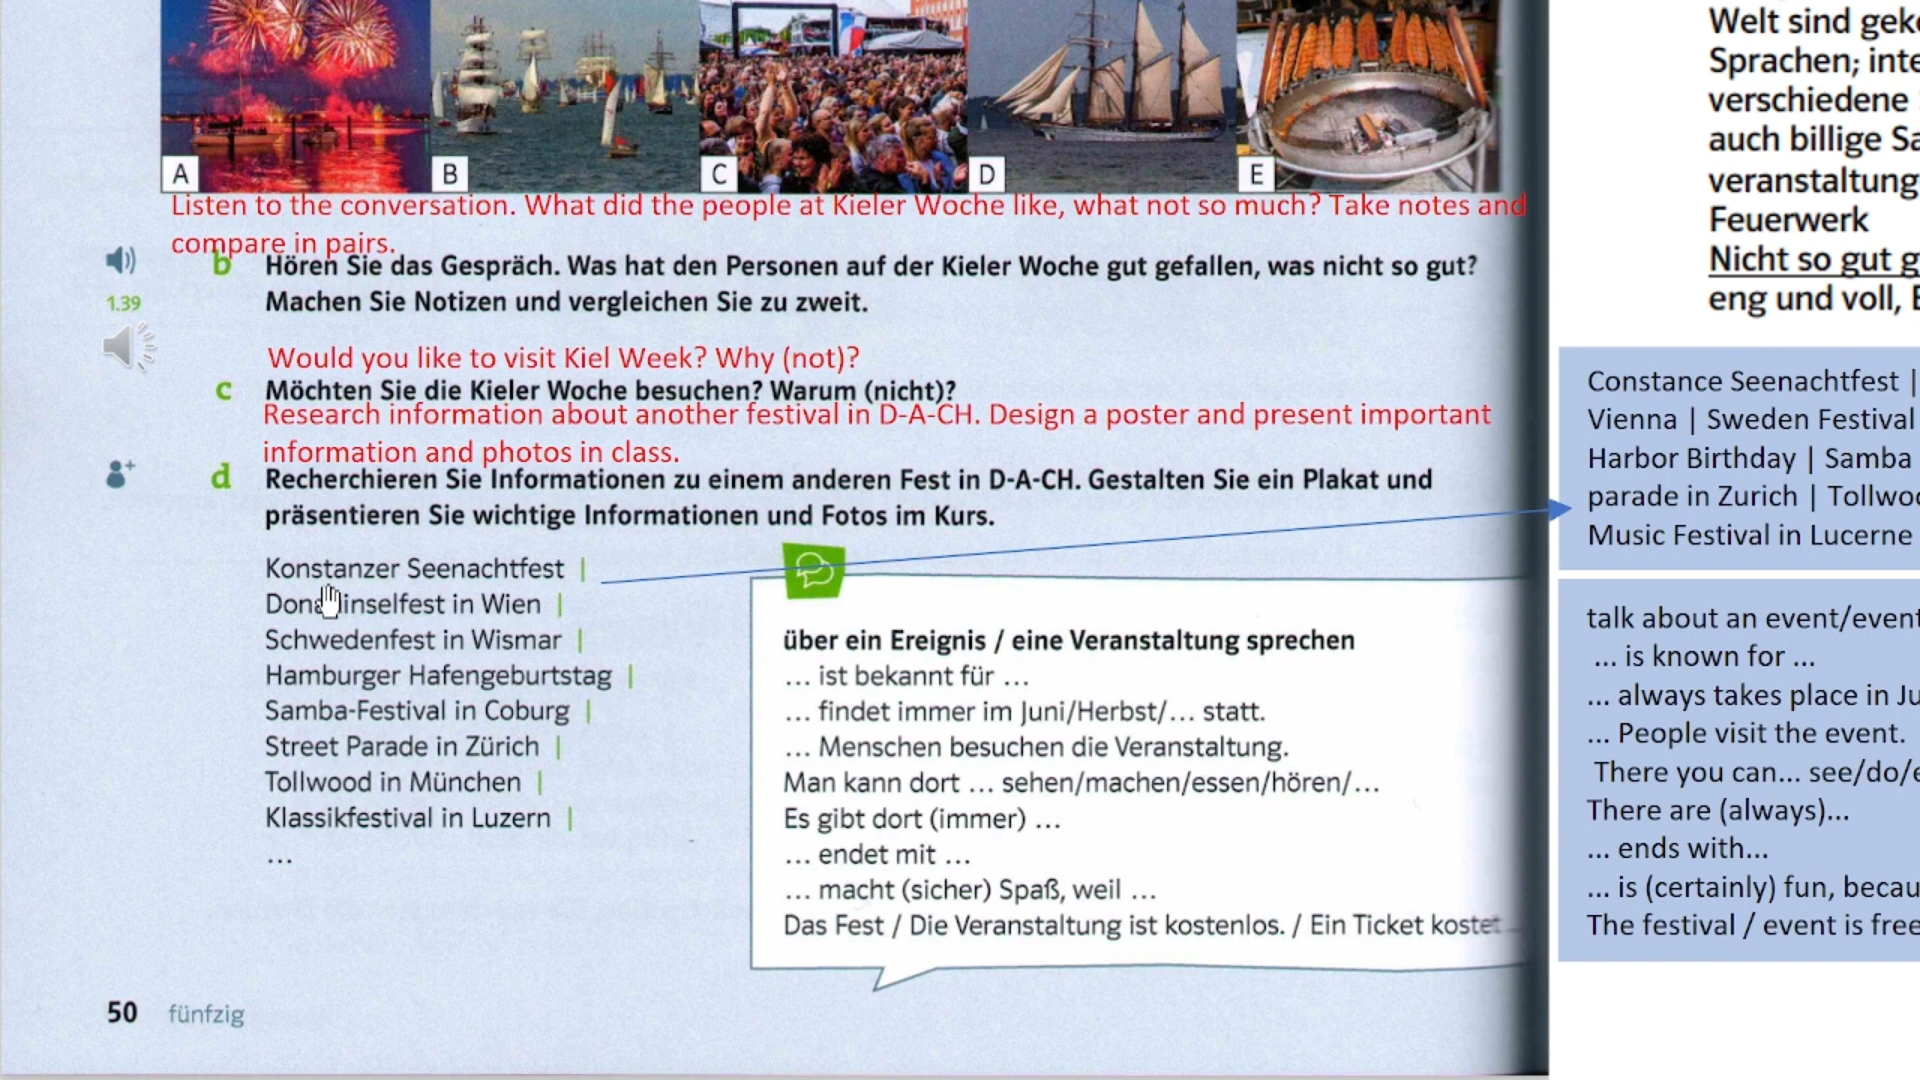 A
B
C
D
E
Listen to the conversation. What did the people at Kieler Woche like, what not so much? Take notes and
compare in pairs.
b Hören Sie das Gespräch. Was hat den Personen auf der Kieler Woche gut gefallen, was nicht so gut?
1.39 Machen Sie Notizen und vergleichen Sie zu zweit.
Would you like to visit Kiel Week? Why (not)?
c Möchten Sie die Kieler Woche besuchen? Warum (nicht)?
Research information about another festival in D-A-CH. Design a poster and present important
information and photos in class.
d Recherchieren Sie Informationen zu einem anderen Fest in D-A-CH. Gestalten Sie ein Plakat und
präsentieren Sie wichtige Informationen und Fotos im Kurs.
Konstanzer Seenachtfest |
inselfest in Wien |
Schwedenfest in Wismar |
Hamburger Hafengeburtstag |
Samba-Festival in Coburg |
Street Parade in Zürich |
Tollwood in München |
Klassikfestival in Luzern |
...
über ein Ereignis / eine Veranstaltung sprechen
... ist bekannt für ...
... findet immer im Juni/Herbst/... statt.
... Menschen besuchen die Veranstaltung.
Man kann dort ... sehen/machen/essen/hören/...
Es gibt dort (immer) ...
... endet mit ...
... macht (sicher) Spaß, weil ...
Das Fest / Die Veranstaltung ist kostenlos. / Ein Ticket kostet ...
50 fünfzig
Welt sind
Sprachen;
verschiedene
auch billige
veranstaltung
Feuerwerk
Nicht so gut
eng und voll,
Constance Seenachtfest |
Vienna | Sweden Festival
Harbor Birthday | Samba
parade in Zurich |
Music Festival in Lucerne
talk about an
... is known for ...
... always takes place in
... People visit the event.
There you can... see/do/
There are (always)...
... ends with...
... is (certainly) fun,
The festival / event is free